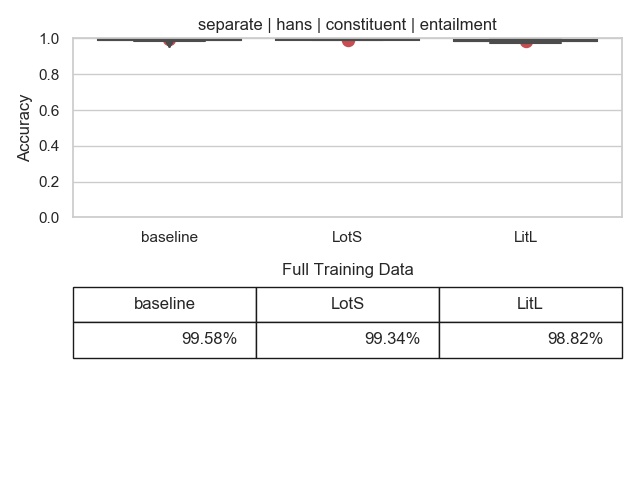 separate | hans | constituent | entailment
1.0
0.8
0.6
0.4
0.2
0.0
Accuracy
baseline LotS LitL
Full Training Data
baseline LotS LitL
99.58% 99.34% 98.82%